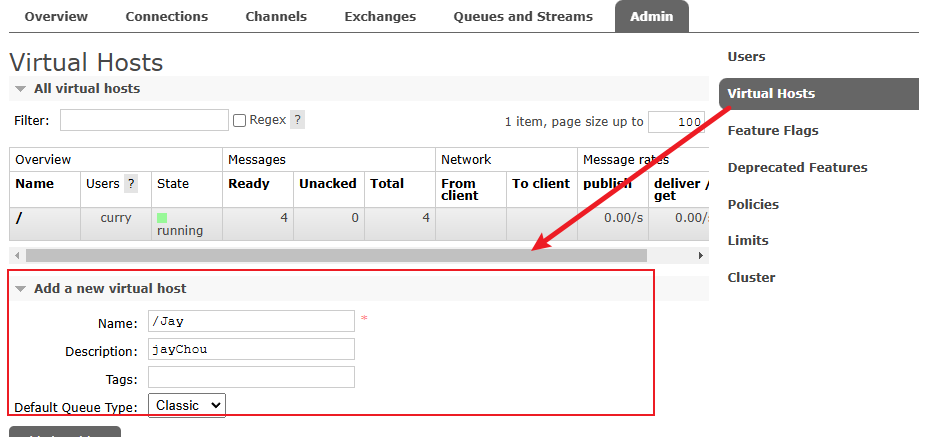 Overview Connections Channels Exchanges Queues and Streams Admin
Virtual Hosts
All virtual hosts
Filter: Regex ? 1 item, page size up to 100
Overview Messages Network Message rates
Name Users ? State Ready Unacked Total From client To client publish deliver / get
/ curry running 4 0 4 0.00/s 0.00/s
Add a new virtual host
Name: /Jay *
Description: jayChou
Tags:
Default Queue Type: Classic
Users
Virtual Hosts
Feature Flags
Deprecated Features
Policies
Limits
Cluster